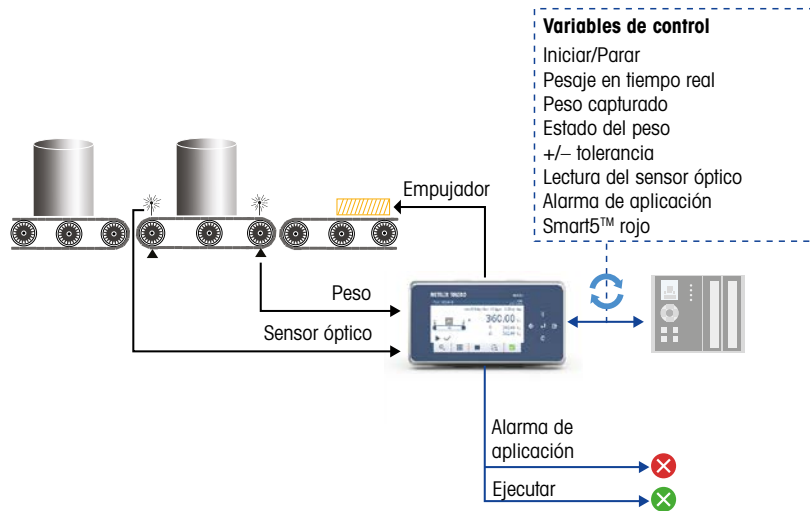 Variables de control
Iniciar/Parar
Pesaje en tiempo real
Peso capturado
Estado del peso
+/– tolerancia
Lectura del sensor óptico
Alarma de aplicación
Smart5™ rojo
Empujador
Peso
Sensor óptico
METTLER TOLEDO
360.00
Alarma de
aplicación
Ejecutar